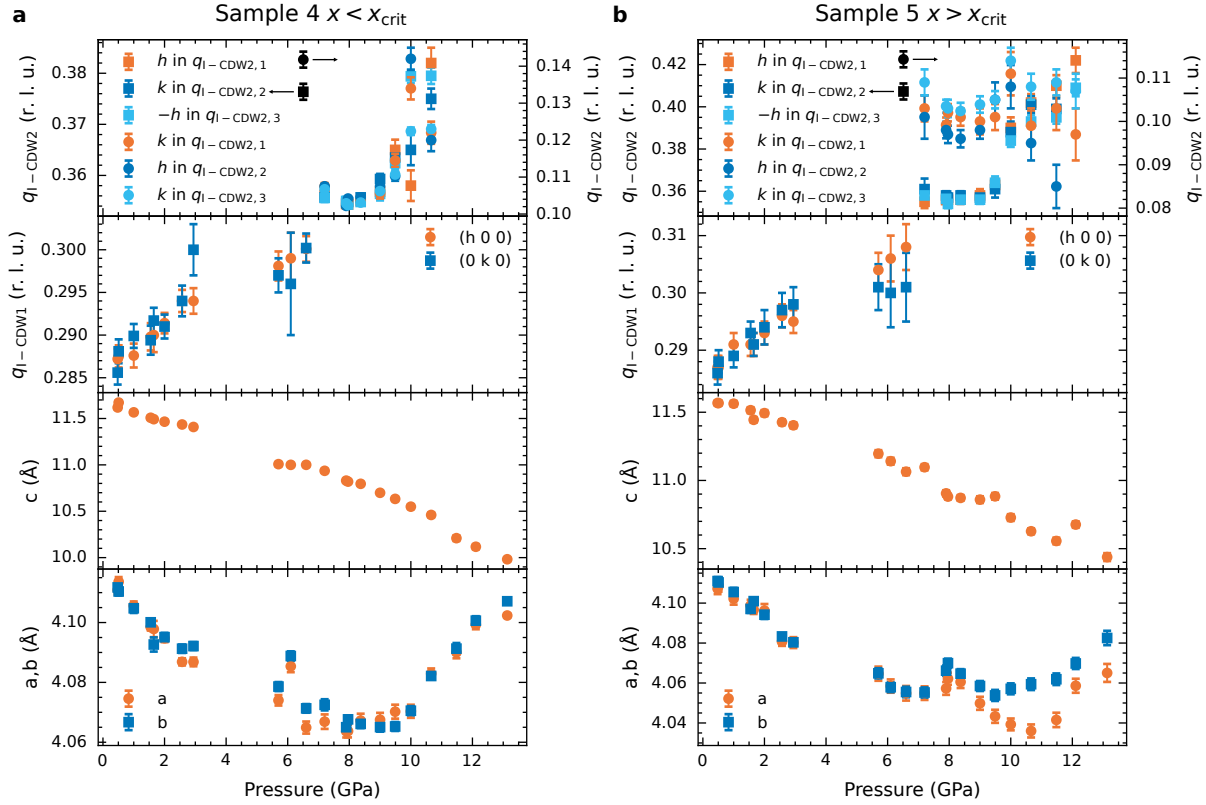 a
Sample 4 x < x_crit
h in q_I−CDW2,1
k in q_I−CDW2,2
−h in q_I−CDW2,3
k in q_I−CDW2,1
h in q_I−CDW2,2
k in q_I−CDW2,3
0.38
0.37
0.36
q_I−CDW2 (r. l. u.)
0.14
0.13
0.12
0.11
0.10
q_I−CDW2 (r. l. u.)
(h 0 0)
(0 k 0)
0.300
0.295
0.290
0.285
q_I−CDW1 (r. l. u.)
11.5
11.0
10.5
10.0
c (Å)
4.10
4.08
4.06
a,b (Å)
a
b
0 2 4 6 8 10 12
Pressure (GPa)
b
Sample 5 x > x_crit
h in q_I−CDW2,1
k in q_I−CDW2,2
−h in q_I−CDW2,3
k in q_I−CDW2,1
h in q_I−CDW2,2
k in q_I−CDW2,3
0.42
0.40
0.38
0.36
q_I−CDW2 (r. l. u.)
0.11
0.10
0.09
0.08
q_I−CDW2 (r. l. u.)
(h 0 0)
(0 k 0)
0.31
0.30
0.29
q_I−CDW1 (r. l. u.)
11.5
11.0
10.5
c (Å)
4.10
4.08
4.06
4.04
a,b (Å)
a
b
0 2 4 6 8 10 12
Pressure (GPa)